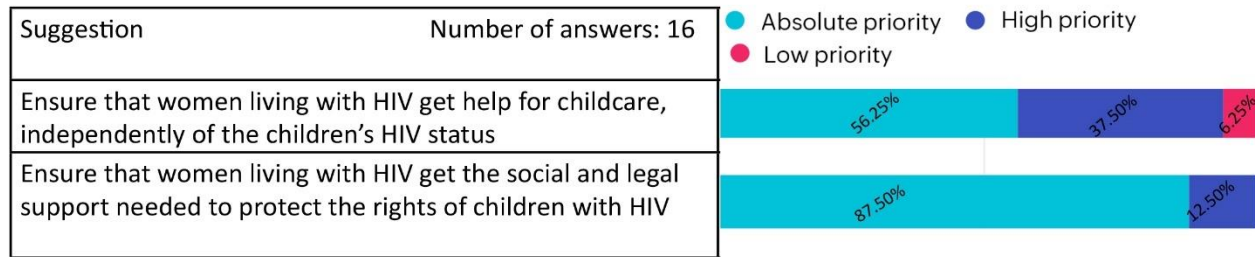 Suggestion Number of answers: 16
Absolute priority High priority
Low priority
Ensure that women living with HIV get help for childcare,
independently of the children’s HIV status
56.25% 37.50% 6.25%
Ensure that women living with HIV get the social and legal
support needed to protect the rights of children with HIV
87.50% 12.50%